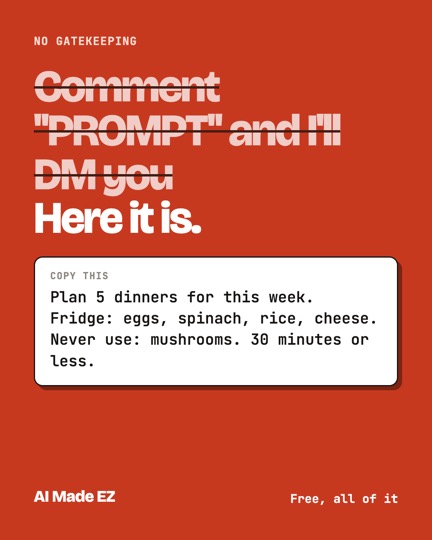 NO GATEKEEPING
Comment
"PROMPT" and I'll
DM you
Here it is.
COPY THIS
Plan 5 dinners for this week.
Fridge: eggs, spinach, rice, cheese.
Never use: mushrooms. 30 minutes or
less.
AI Made EZ
Free, all of it